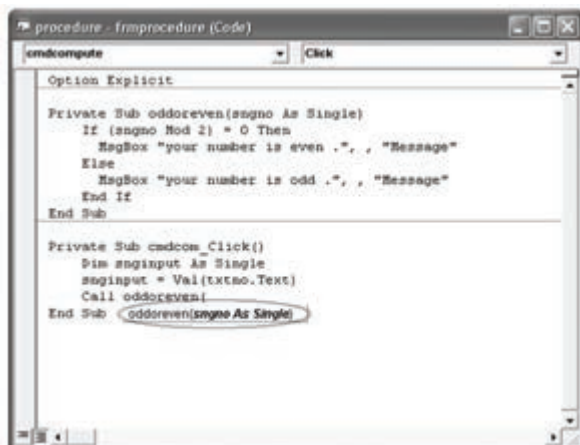 procedure - frmprocedure (Code)
cmdcompute Click
Option Explicit
Private Sub oddoreven(sngno As Single)
If (sngno Mod 2) = 0 Then
MsgBox "your number is even .", , "Message"
Else
MsgBox "your number is odd .", , "Message"
End If
End Sub
Private Sub cmdcom_Click()
Dim snginput As Single
snginput = Val(txtno.Text)
Call oddoreven(
End Sub oddoreven(sngno As Single)